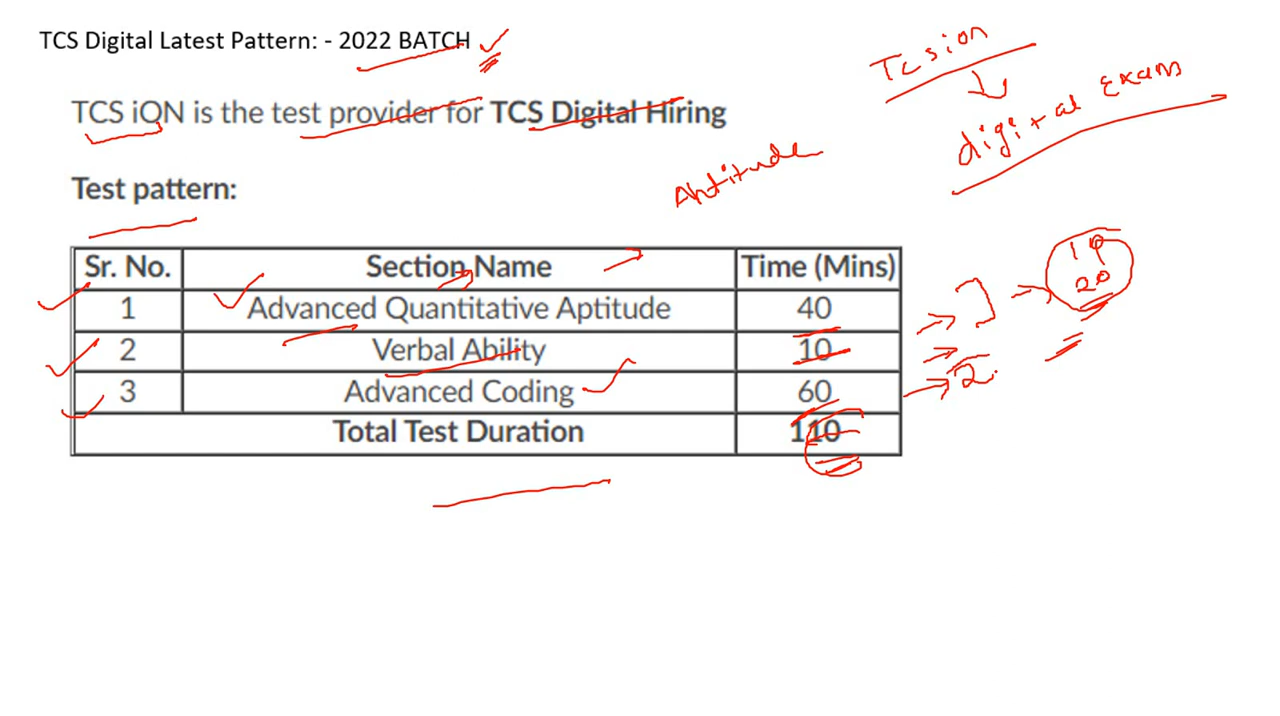 TCS Digital Latest Pattern: - 2022 BATCH
Tcsion
TCS iON is the test provider for TCS Digital Hiring
digital Exams
Aptitude
Test pattern:
Sr. No. Section Name Time (Mins)
1 Advanced Quantitative Aptitude 40
2 Verbal Ability 10
3 Advanced Coding 60
Total Test Duration 110
20
2